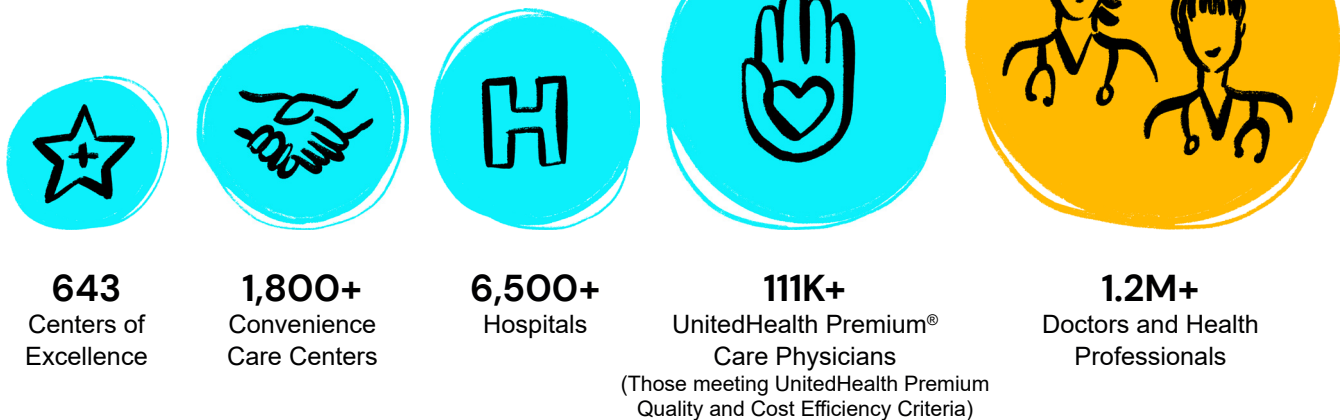 H
643
Centers of
Excellence
1,800+
Convenience
Care Centers
6,500+
Hospitals
111K+
UnitedHealth Premium®
Care Physicians
(Those meeting UnitedHealth Premium
Quality and Cost Efficiency Criteria)
1.2M+
Doctors and Health
Professionals